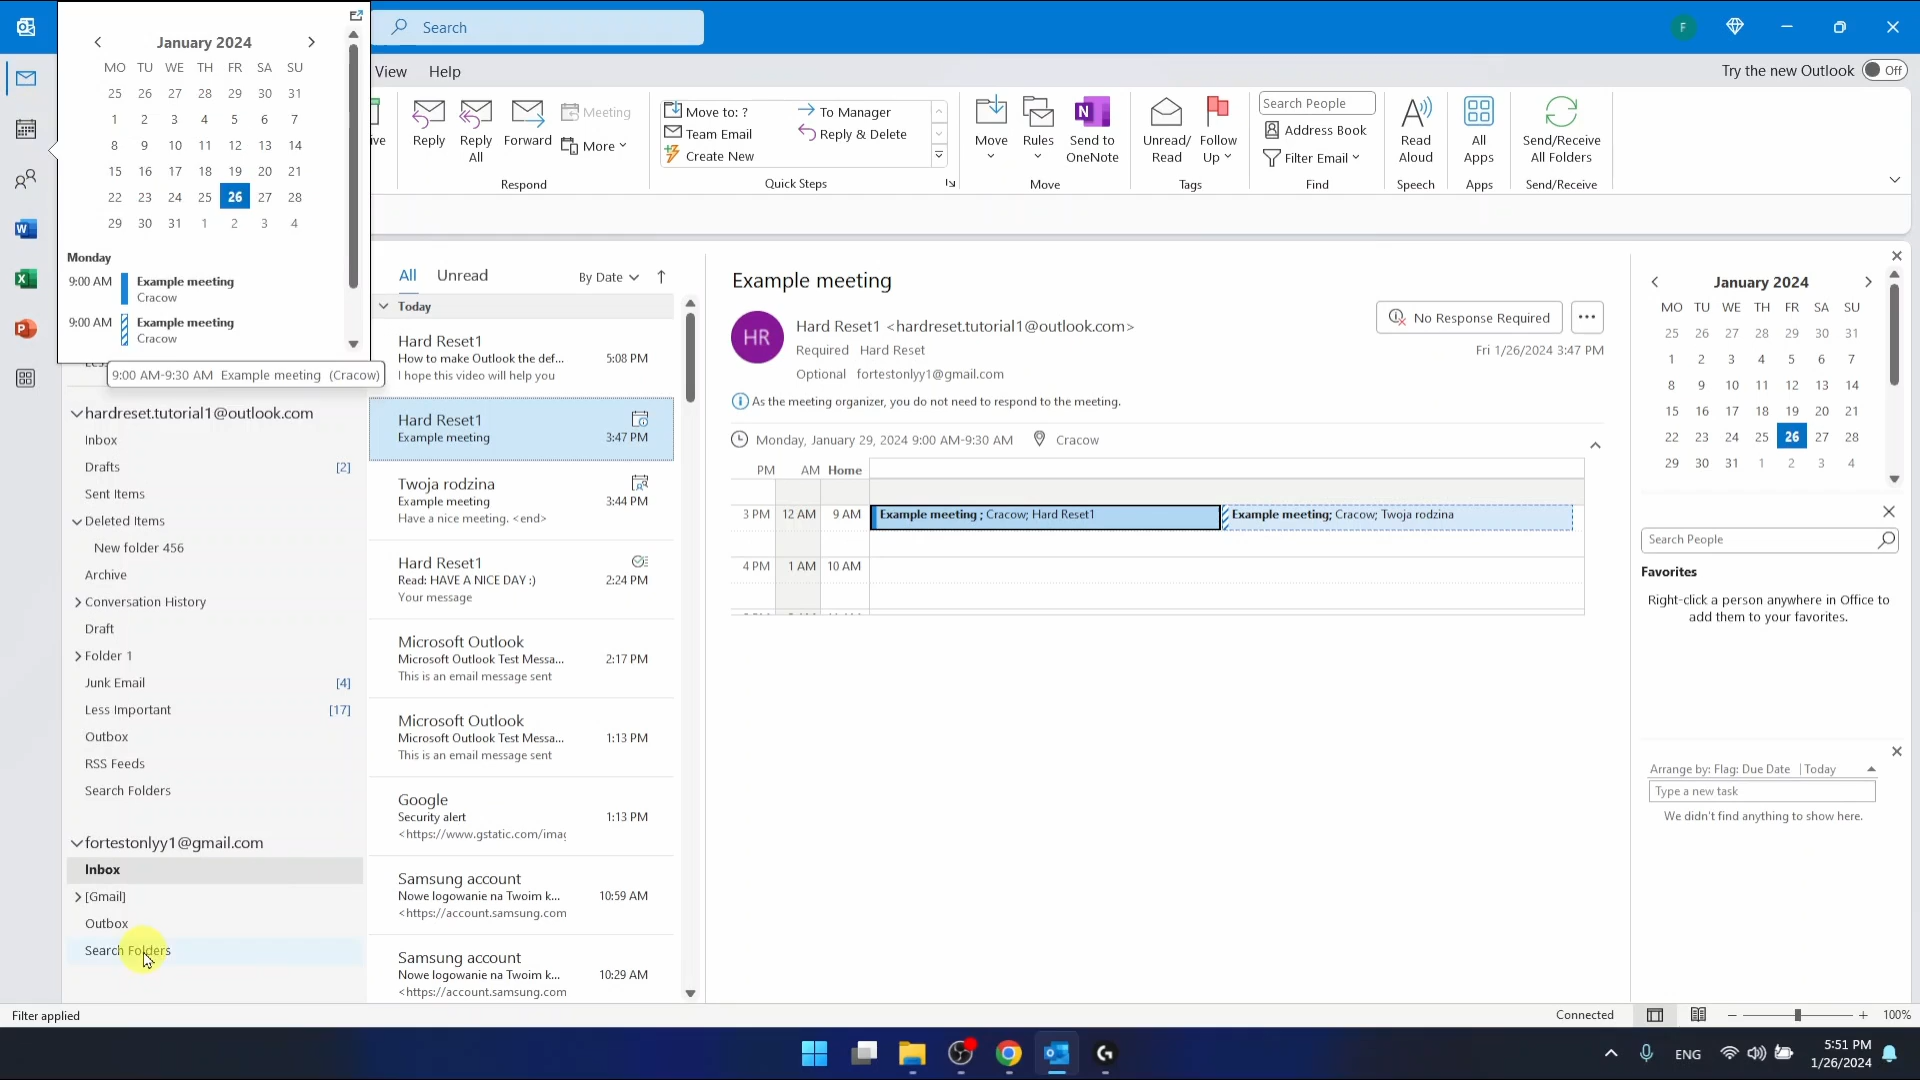 Search
F
View
Help
Try the new Outlook
Off
January 2024
MO TU WE TH FR SA SU
25 26 27 28 29 30 31
1 2 3 4 5 6 7
8 9 10 11 12 13 14
15 16 17 18 19 20 21
22 23 24 25 26 27 28
29 30 31 1 2 3 4
Monday
9:00 AM Example meeting
Cracow
9:00 AM Example meeting
Cracow
9:00 AM-9:30 AM Example meeting (Cracow)
Reply
Reply All
Forward
Meeting
More
Respond
Move to: ?
Team Email
Create New
To Manager
Reply & Delete
Quick Steps
Move
Rules
Send to OneNote
Move
Unread/ Read
Follow Up
Tags
Search People
Address Book
Filter Email
Find
Read Aloud
Speech
All Apps
Apps
Send/Receive All Folders
Send/Receive
hardreset.tutorial1@outlook.com
Inbox
Drafts [2]
Sent Items
Deleted Items
New folder 456
Archive
Conversation History
Draft
Folder 1
Junk Email [4]
Less Important [17]
Outbox
RSS Feeds
Search Folders
fortestonlyy1@gmail.com
Inbox
[Gmail]
Outbox
Search Folders
All Unread By Date
Today
Hard Reset1
How to make Outlook the def... 5:08 PM
I hope this video will help you
Hard Reset1
Example meeting 3:47 PM
Twoja rodzina
Example meeting 3:44 PM
Have a nice meeting. <end>
Hard Reset1
Read: HAVE A NICE DAY :) 2:24 PM
Your message
Microsoft Outlook
Microsoft Outlook Test Messa... 2:17 PM
This is an email message sent
Microsoft Outlook
Microsoft Outlook Test Messa... 1:13 PM
This is an email message sent
Google
Security alert 1:13 PM
<https://www.gstatic.com/imag
Samsung account
Nowe logowanie na Twoim k... 10:59 AM
<https://account.samsung.com
Samsung account
Nowe logowanie na Twoim k... 10:29 AM
<https://account.samsung.com
Example meeting
HR
Hard Reset1 <hardreset.tutorial1@outlook.com>
Required Hard Reset
Optional fortestonlyy1@gmail.com
No Response Required
Fri 1/26/2024 3:47 PM
As the meeting organizer, you do not need to respond to the meeting.
Monday, January 29, 2024 9:00 AM-9:30 AM Cracow
PM AM Home
3 PM 12 AM 9 AM Example meeting ; Cracow; Hard Reset1 Example meeting; Cracow; Twoja rodzina
4 PM 1 AM 10 AM
January 2024
MO TU WE TH FR SA SU
25 26 27 28 29 30 31
1 2 3 4 5 6 7
8 9 10 11 12 13 14
15 16 17 18 19 20 21
22 23 24 25 26 27 28
29 30 31 1 2 3 4
Search People
Favorites
Right-click a person anywhere in Office to
add them to your favorites.
Arrange by: Flag: Due Date | Today
Type a new task
We didn't find anything to show here.
Filter applied
Connected
100%
ENG
5:51 PM
1/26/2024